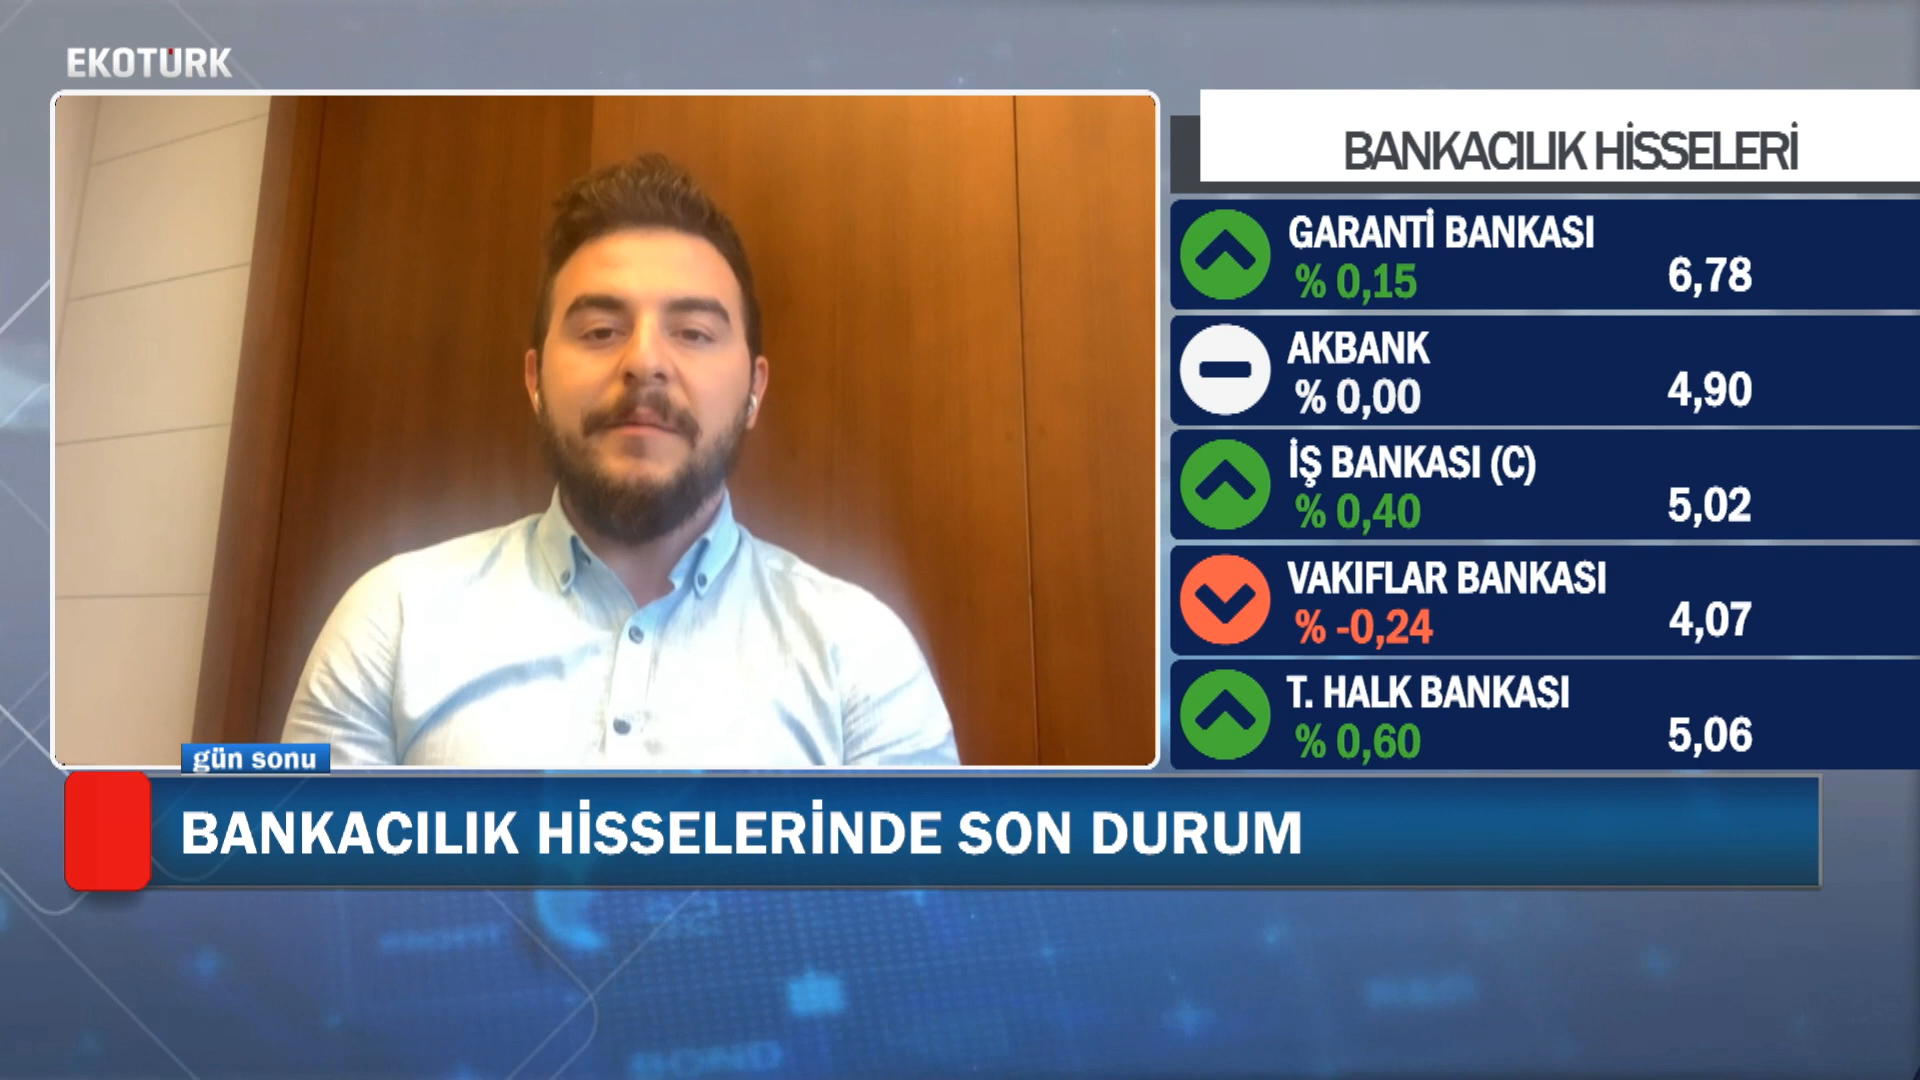 EKOTÜRK
BANKACILIK HİSSELERİ
GARANTİ BANKASI
% 0,15
6,78
AKBANK
% 0,00
4,90
İŞ BANKASI (C)
% 0,40
5,02
VAKIFLAR BANKASI
% -0,24
4,07
T. HALK BANKASI
% 0,60
5,06
gün sonu
BANKACILIK HİSSELERİNDE SON DURUM
BOND